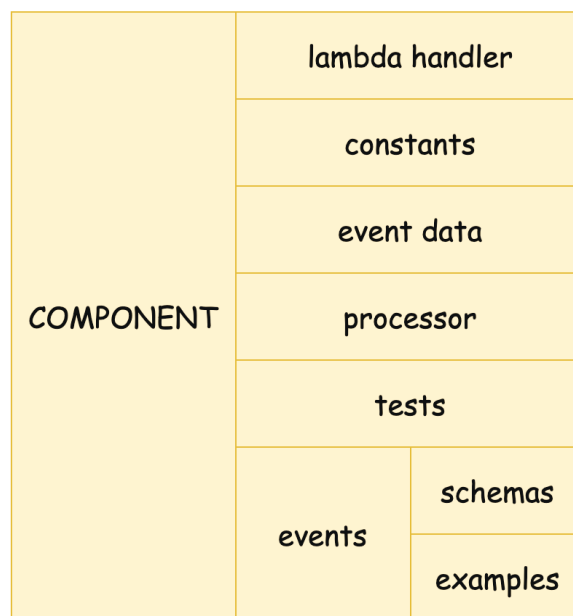 lambda handler
constants
event data
COMPONENT
processor
tests
events
schemas
examples